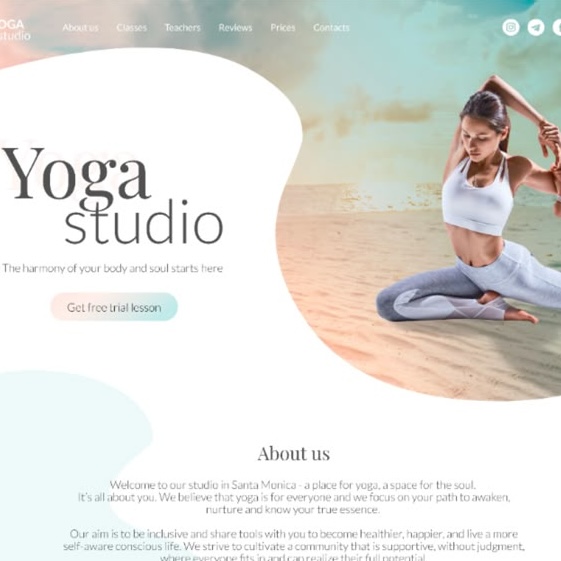 YOGA
studio
About us
Classes
Teachers
Reviews
Prices
Contacts
Yoga
studio
The harmony of your body and soul starts here
Get free trial lesson
About us
Welcome to our studio in Santa Monica - a place for yoga, a space for the soul.
It's all about you. We believe that yoga is for everyone and we focus on your path to awaken,
nurture and know your true essence.
Our aim is to be inclusive and share tools with you to become healthier, happier, and live a more
self-aware conscious life. We strive to cultivate a community that is supportive, without judgment,
where everyone fits in and can realize their full potential.